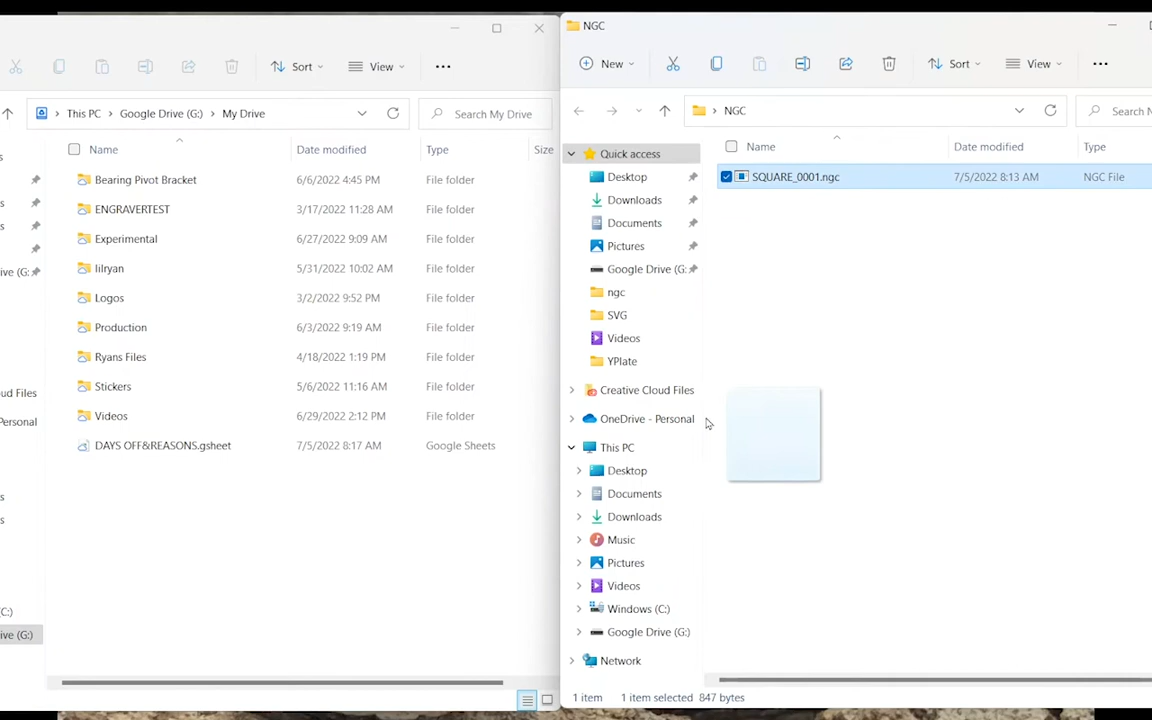 Sort
View
This PC
Google Drive (G:)
My Drive
Search My Drive
Name
Date modified
Type
Size
Bearing Pivot Bracket 6/6/2022 4:45 PM File folder
ENGRAVERTEST 3/17/2022 11:28 AM File folder
Experimental 6/27/2022 9:09 AM File folder
lilryan 5/31/2022 10:02 AM File folder
Logos 3/2/2022 9:52 PM File folder
Production 6/3/2022 9:19 AM File folder
Ryans Files 4/18/2022 1:19 PM File folder
Stickers 5/6/2022 11:16 AM File folder
Videos 6/29/2022 2:12 PM File folder
DAYS OFF&REASONS.gsheet 7/5/2022 8:17 AM Google Sheets
s
s
s
ive (G:
oud Files
Personal
s
s
(C:)
ive (G:)
NGC
New
Sort
View
NGC
Search N
Name
Date modified
Type
SQUARE_0001.ngc 7/5/2022 8:13 AM NGC File
Quick access
Desktop
Downloads
Documents
Pictures
Google Drive (G:
ngc
SVG
Videos
YPlate
Creative Cloud Files
OneDrive - Personal
This PC
Desktop
Documents
Downloads
Music
Pictures
Videos
Windows (C:)
Google Drive (G:)
Network
1 item
1 item selected 847 bytes